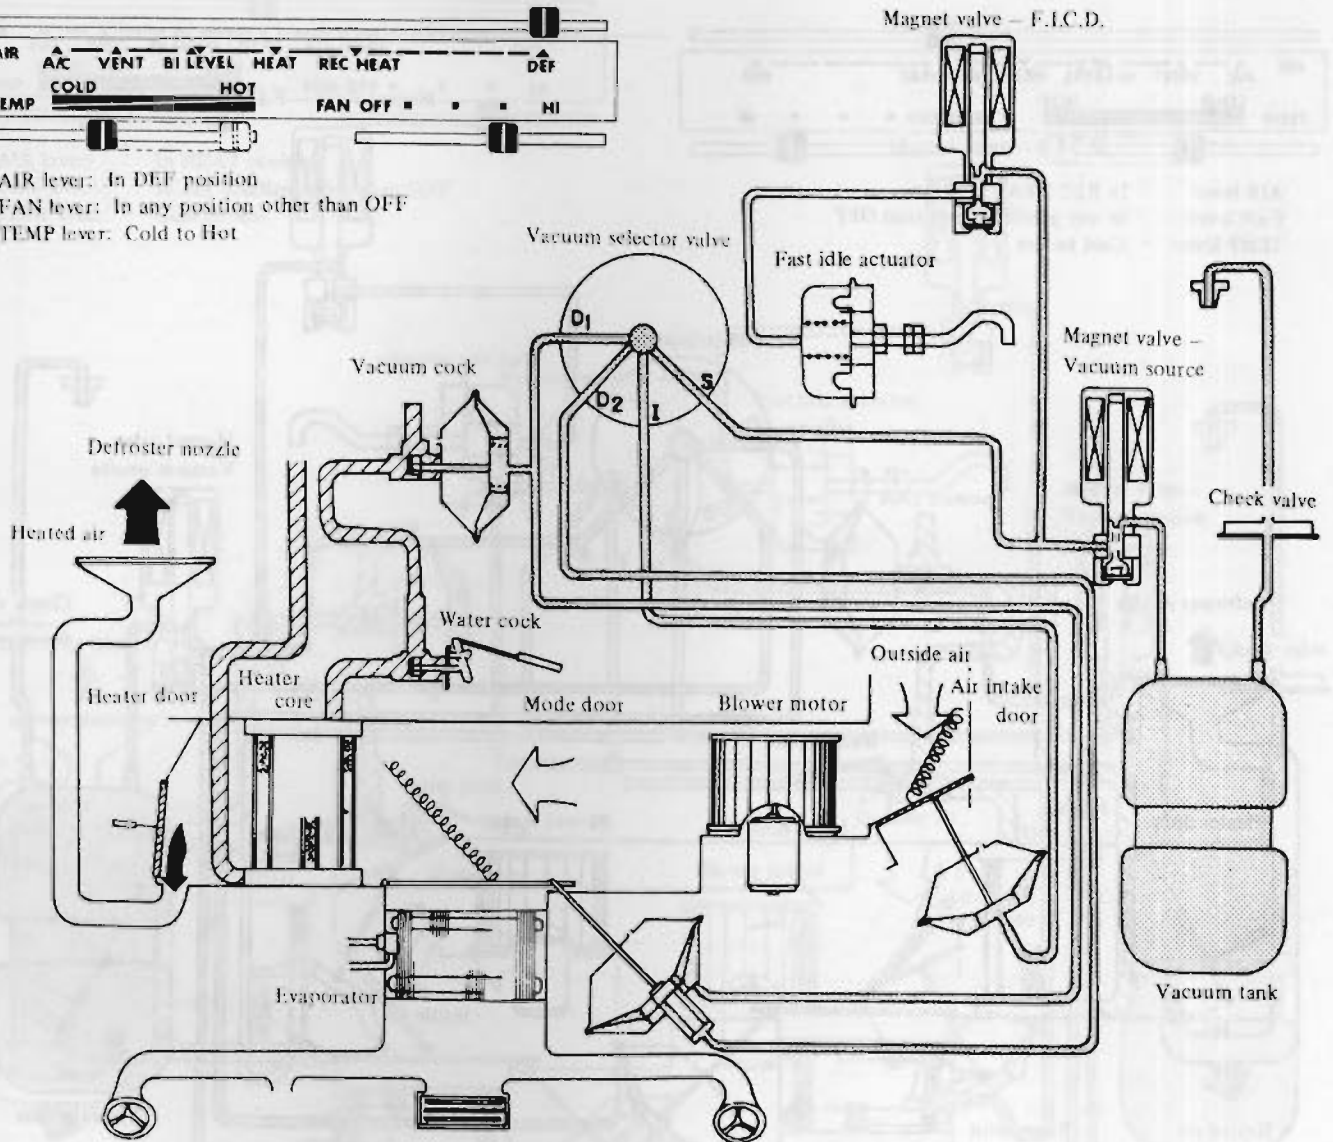 AIR A/C VENT BI LEVEL HEAT REC HEAT DEF
COLD HOT
TEMP FAN OFF HI
AIR lever: In DEF position
FAN lever: In any position other than OFF
TEMP lever: Cold to Hot
Magnet valve – F.I.C.D.
Vacuum selector valve
Fast idle actuator
D1
D2
I
S
Magnet valve –
Vacuum source
Vacuum cock
Check valve
Defroster nozzle
Heated air
Water cock
Heater door
Heater
core
Mode door
Blower motor
Outside air
Air intake
door
Evaporator
Vacuum tank